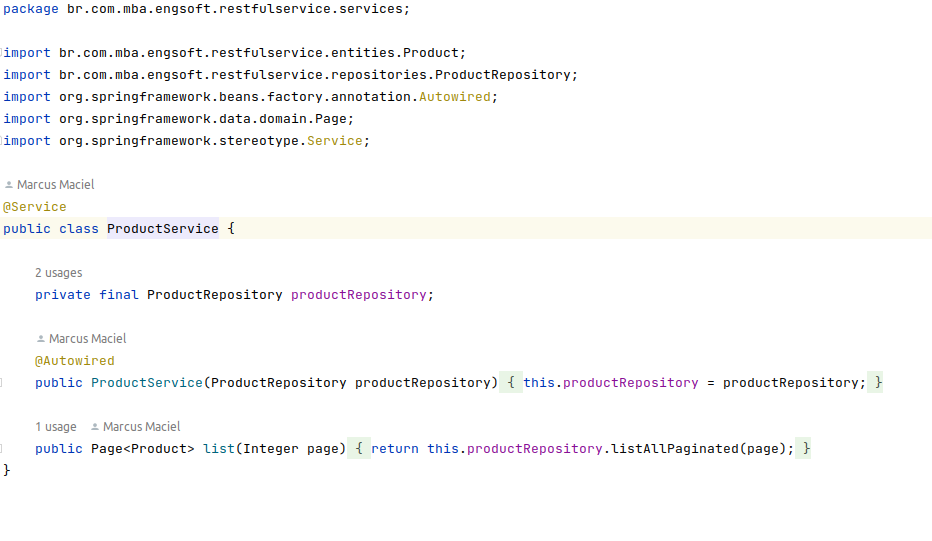 package br.com.mba.engsoft.restfulservice.services;
import br.com.mba.engsoft.restfulservice.entities.Product;
import br.com.mba.engsoft.restfulservice.repositories.ProductRepository;
import org.springframework.beans.factory.annotation.Autowired;
import org.springframework.data.domain.Page;
import org.springframework.stereotype.Service;
Marcus Maciel
@Service
public class ProductService {
2 usages
private final ProductRepository productRepository;
Marcus Maciel
@Autowired
public ProductService(ProductRepository productRepository) { this.productRepository = productRepository; }
1 usage Marcus Maciel
public Page<Product> list(Integer page) { return this.productRepository.listAllPaginated(page); }
}